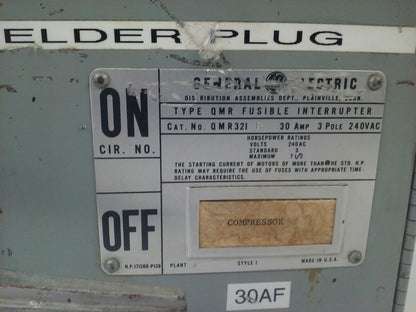 ELDER PLUG
GENERAL ELECTRIC
DISTRIBUTION ASSEMBLIES DEPT., PLAINVILLE, CONN.
TYPE QMR FUSIBLE INTERRUPTER
CAT. NO. QMR321 30 AMP 3 POLE 240VAC
HORSEPOWER RATINGS
VOLTS 240AC
STANDARD 3
MAXIMUM 7 1/2
THE STARTING CURRENT OF MOTORS OF MORE THAN THE STD. H.P.
RATING MAY REQUIRE THE USE OF FUSES WITH APPROPRIATE TIME-
DELAY CHARACTERISTICS.
ON
CIR. NO.
OFF
COMPRESSOR
N.P. 171388-P136 PLANT STYLE 1 MADE IN U.S.A.
30AF